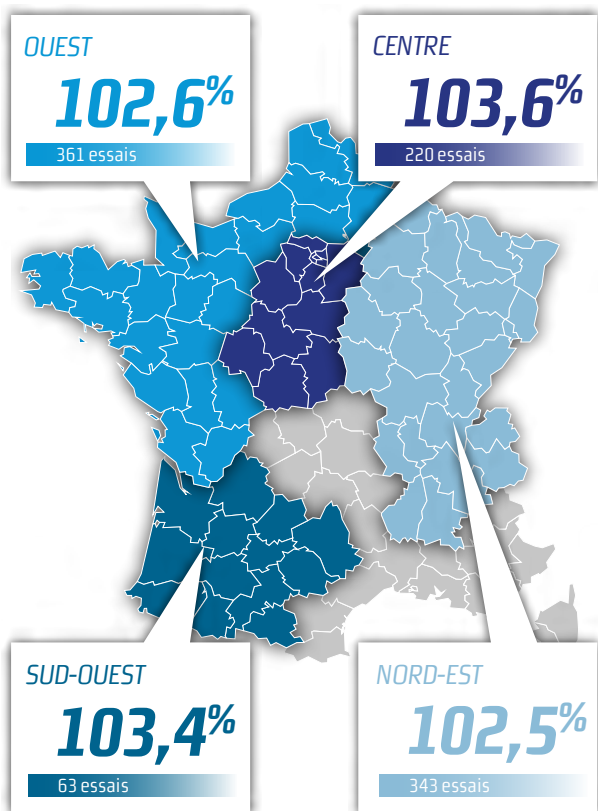 OUEST
102,6%
361 essais
CENTRE
103,6%
220 essais
SUD-OUEST
103,4%
63 essais
NORD-EST
102,5%
343 essais